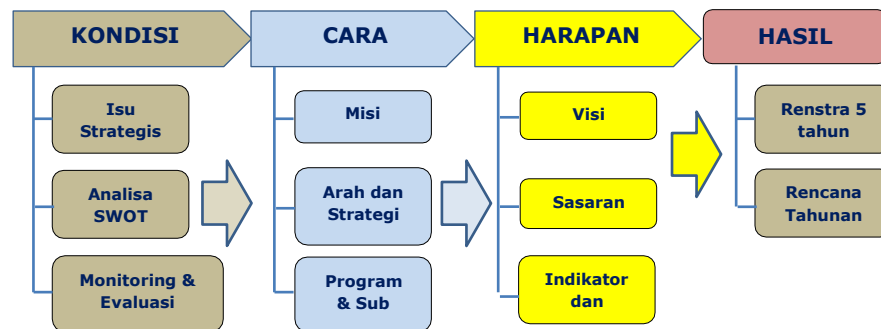 KONDISI
CARA
HARAPAN
HASIL
Isu
Strategis
Misi
Visi
Renstra 5
tahun
Analisa
SWOT
Arah dan
Strategi
Sasaran
Rencana
Tahunan
Monitoring &
Evaluasi
Program
& Sub
Indikator
dan